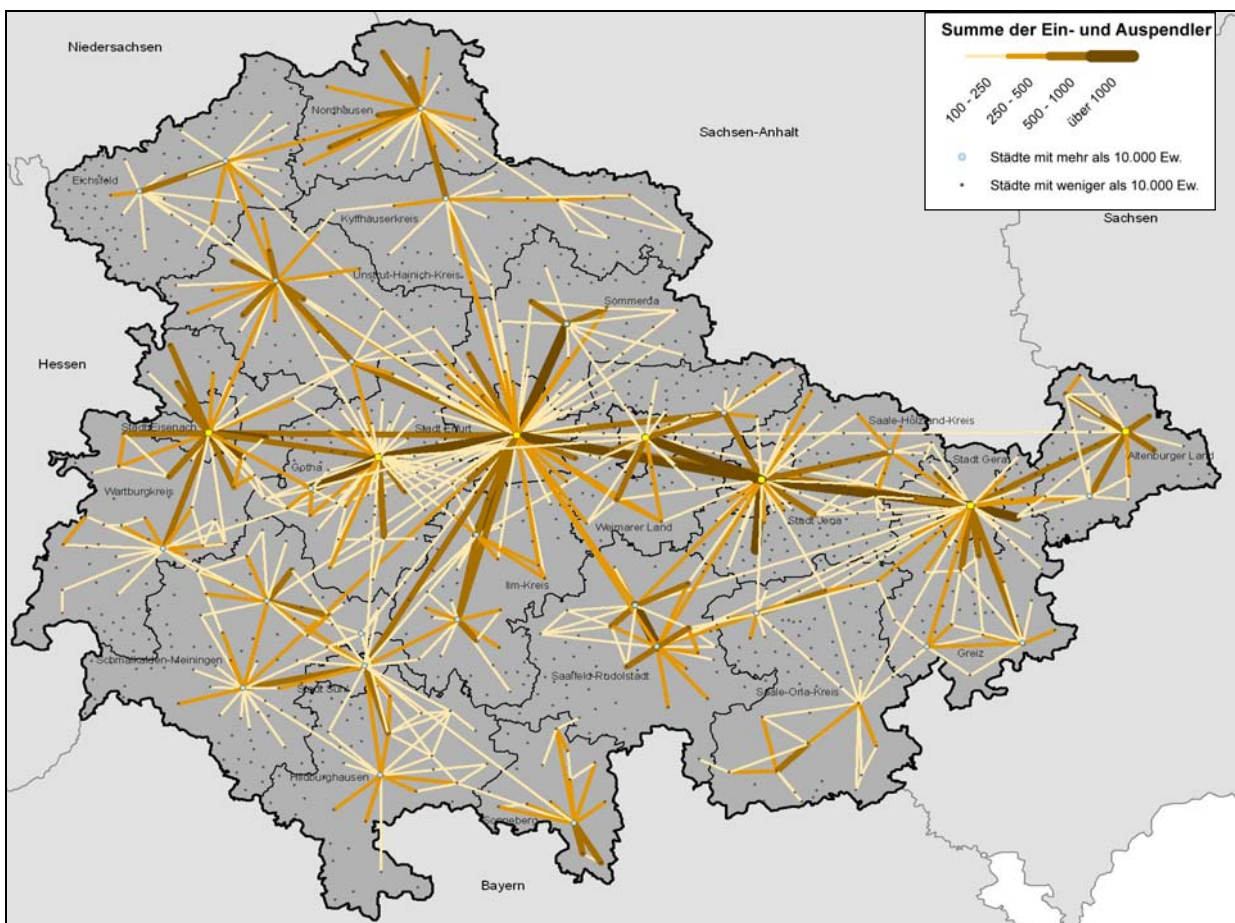 Summe der Ein- und Auspendler
100 - 250
250 - 500
500 - 1000
über 1000
Städte mit mehr als 10.000 Ew.
Städte mit weniger als 10.000 Ew.
Niedersachsen
Nordhausen
Sachsen-Anhalt
Eichsfeld
Sachsen
Kyffhäuserkreis
Unstrut-Hainich-Kreis
Sömmerda
Hessen
Stadt Eisenach
Stadt Erfurt
Saale-Holzland-Kreis
Stadt Gera
Altenburger Land
Gotha
Wartburgkreis
Weimarer Land
Stadt Jena
Ilm-Kreis
Schmalkalden-Meiningen
Stadt Suhl
Saalfeld-Rudolstadt
Greiz
Saale-Orla-Kreis
Hildburghausen
Sonneberg
Bayern